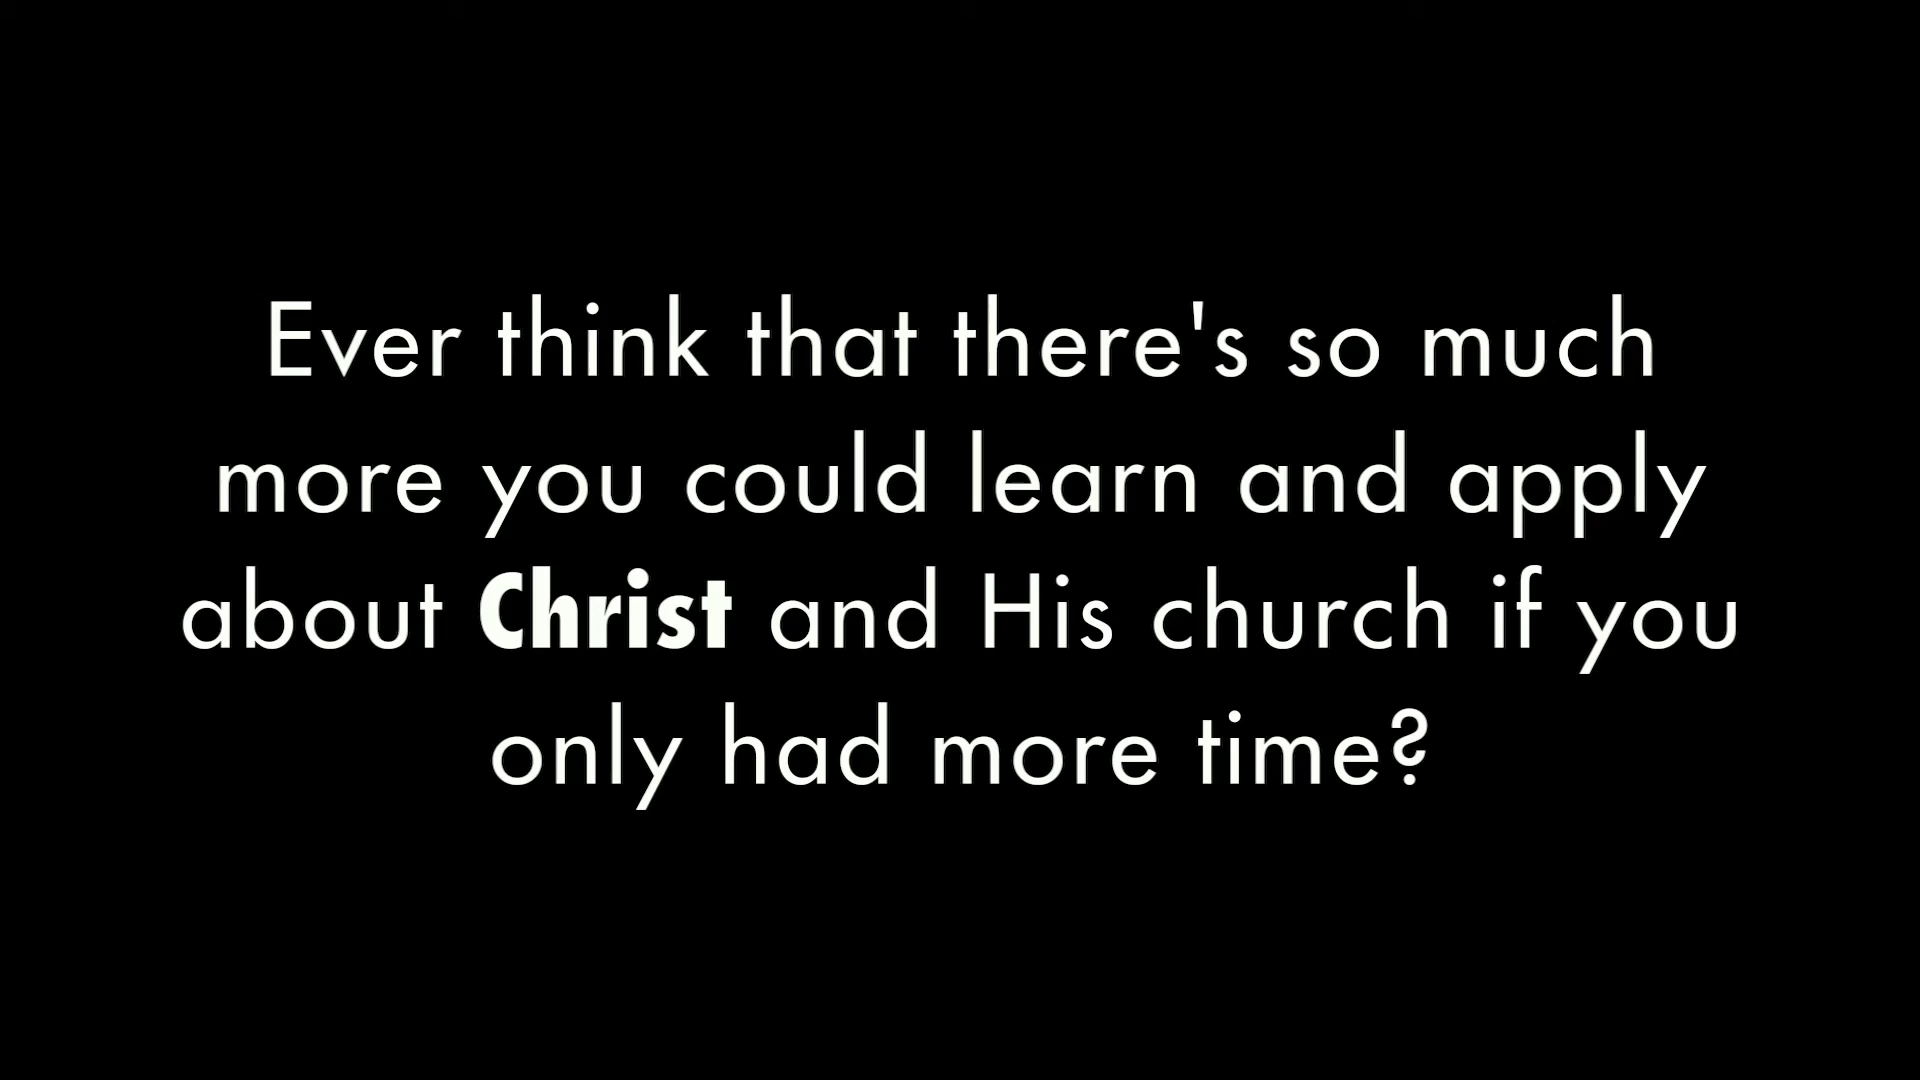 Ever think that there's so much
more you could learn and apply
about Christ and His church if you
only had more time?